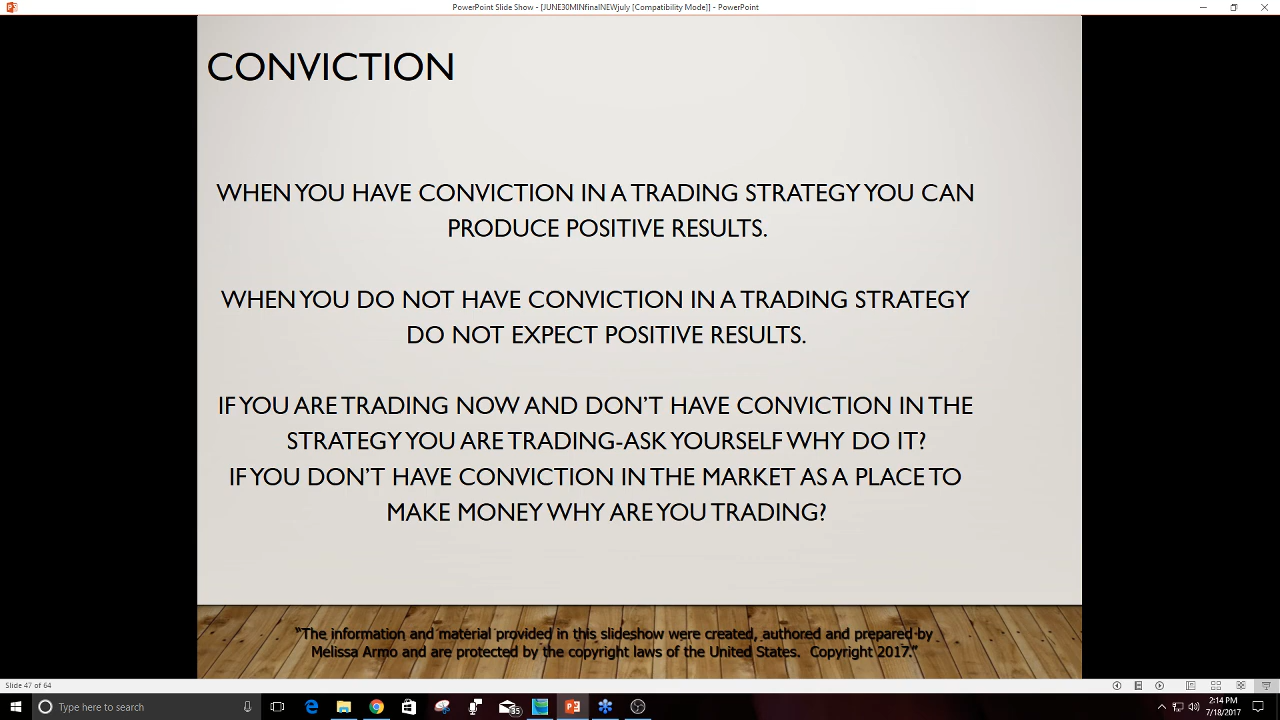 PowerPoint Slide Show - [JUNE30MINfinalNEWjuly [Compatibility Mode]] - PowerPoint
CONVICTION
WHEN YOU HAVE CONVICTION IN A TRADING STRATEGY YOU CAN
PRODUCE POSITIVE RESULTS.
WHEN YOU DO NOT HAVE CONVICTION IN A TRADING STRATEGY
DO NOT EXPECT POSITIVE RESULTS.
IF YOU ARE TRADING NOW AND DON'T HAVE CONVICTION IN THE
STRATEGY YOU ARE TRADING-ASK YOURSELF WHY DO IT?
IF YOU DON'T HAVE CONVICTION IN THE MARKET AS A PLACE TO
MAKE MONEY WHY ARE YOU TRADING?
"The information and material provided in this slideshow were created, authored and prepared by
Melissa Armo and are protected by the copyright laws of the United States.  Copyright 2017."
Slide 47 of 64
Type here to search
35
2:14 PM
7/18/2017